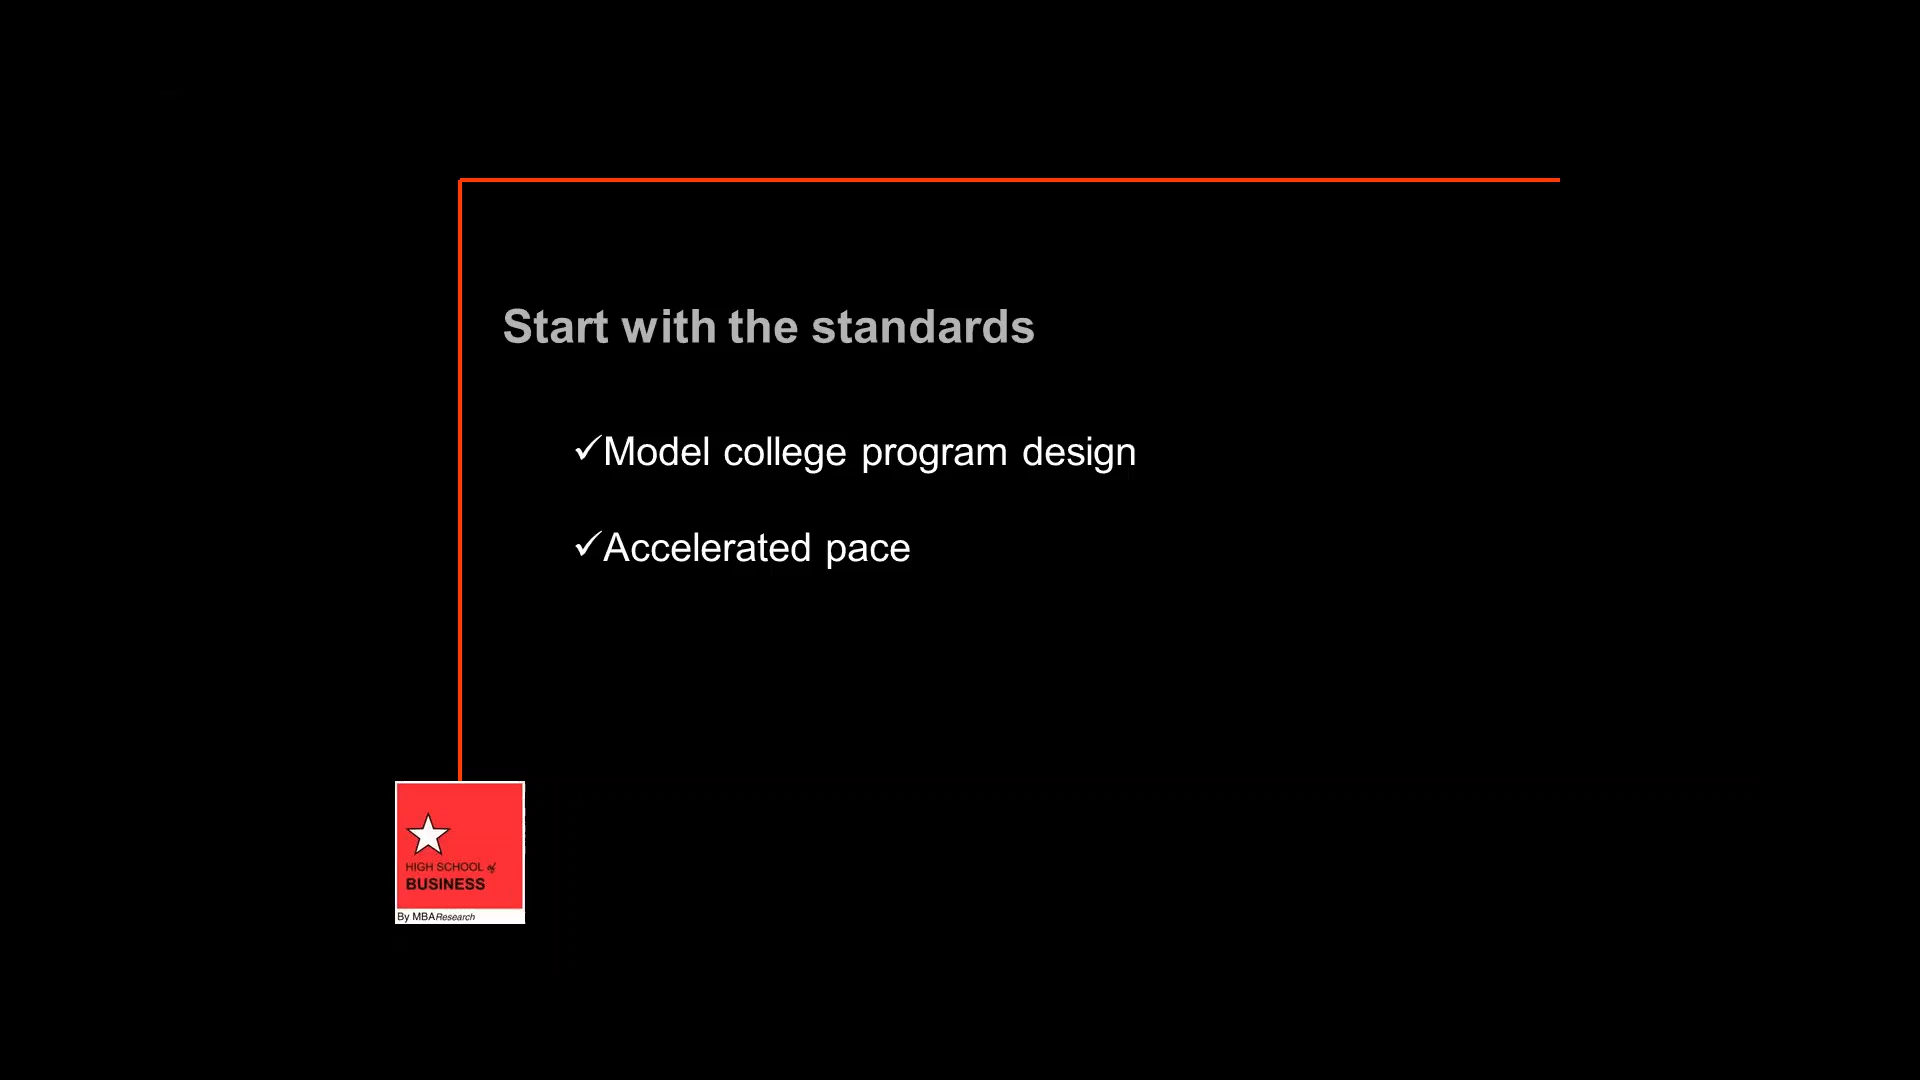 Start with the standards
✓Model college program design
✓Accelerated pace
HIGH SCHOOL of
BUSINESS
By MBAResearch